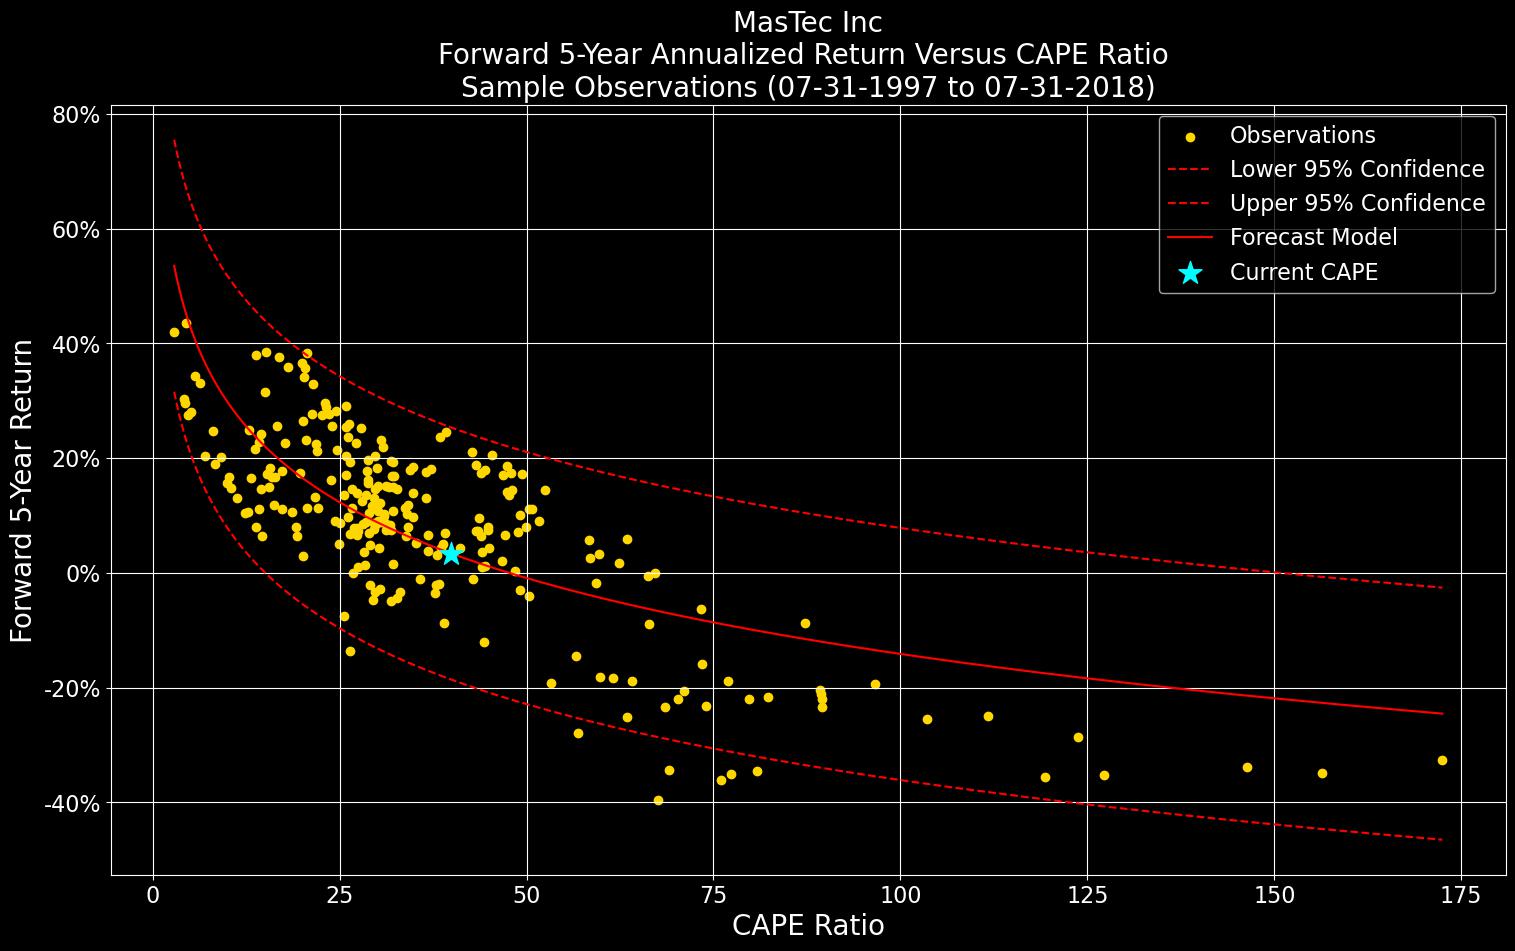 MasTec Inc
Forward 5-Year Annualized Return Versus CAPE Ratio
Sample Observations (07-31-1997 to 07-31-2018)
80%
60%
40%
20%
0%
-20%
-40%
Forward 5-Year Return
Observations
Lower 95% Confidence
Upper 95% Confidence
Forecast Model
Current CAPE
0 25 50 75 100 125 150 175
CAPE Ratio